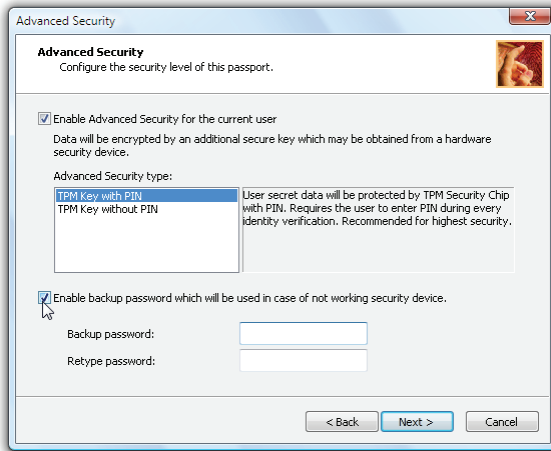 Advanced Security
Advanced Security
Configure the security level of this passport.
Enable Advanced Security for the current user
Data will be encrypted by an additional secure key which may be obtained from a hardware
security device.
Advanced Security type:
TPM Key with PIN
TPM Key without PIN
User secret data will be protected by TPM Security Chip
with PIN. Requires the user to enter PIN during every
identity verification. Recommended for highest security.
Enable backup password which will be used in case of not working security device.
Backup password:
Retype password:
< Back
Next >
Cancel